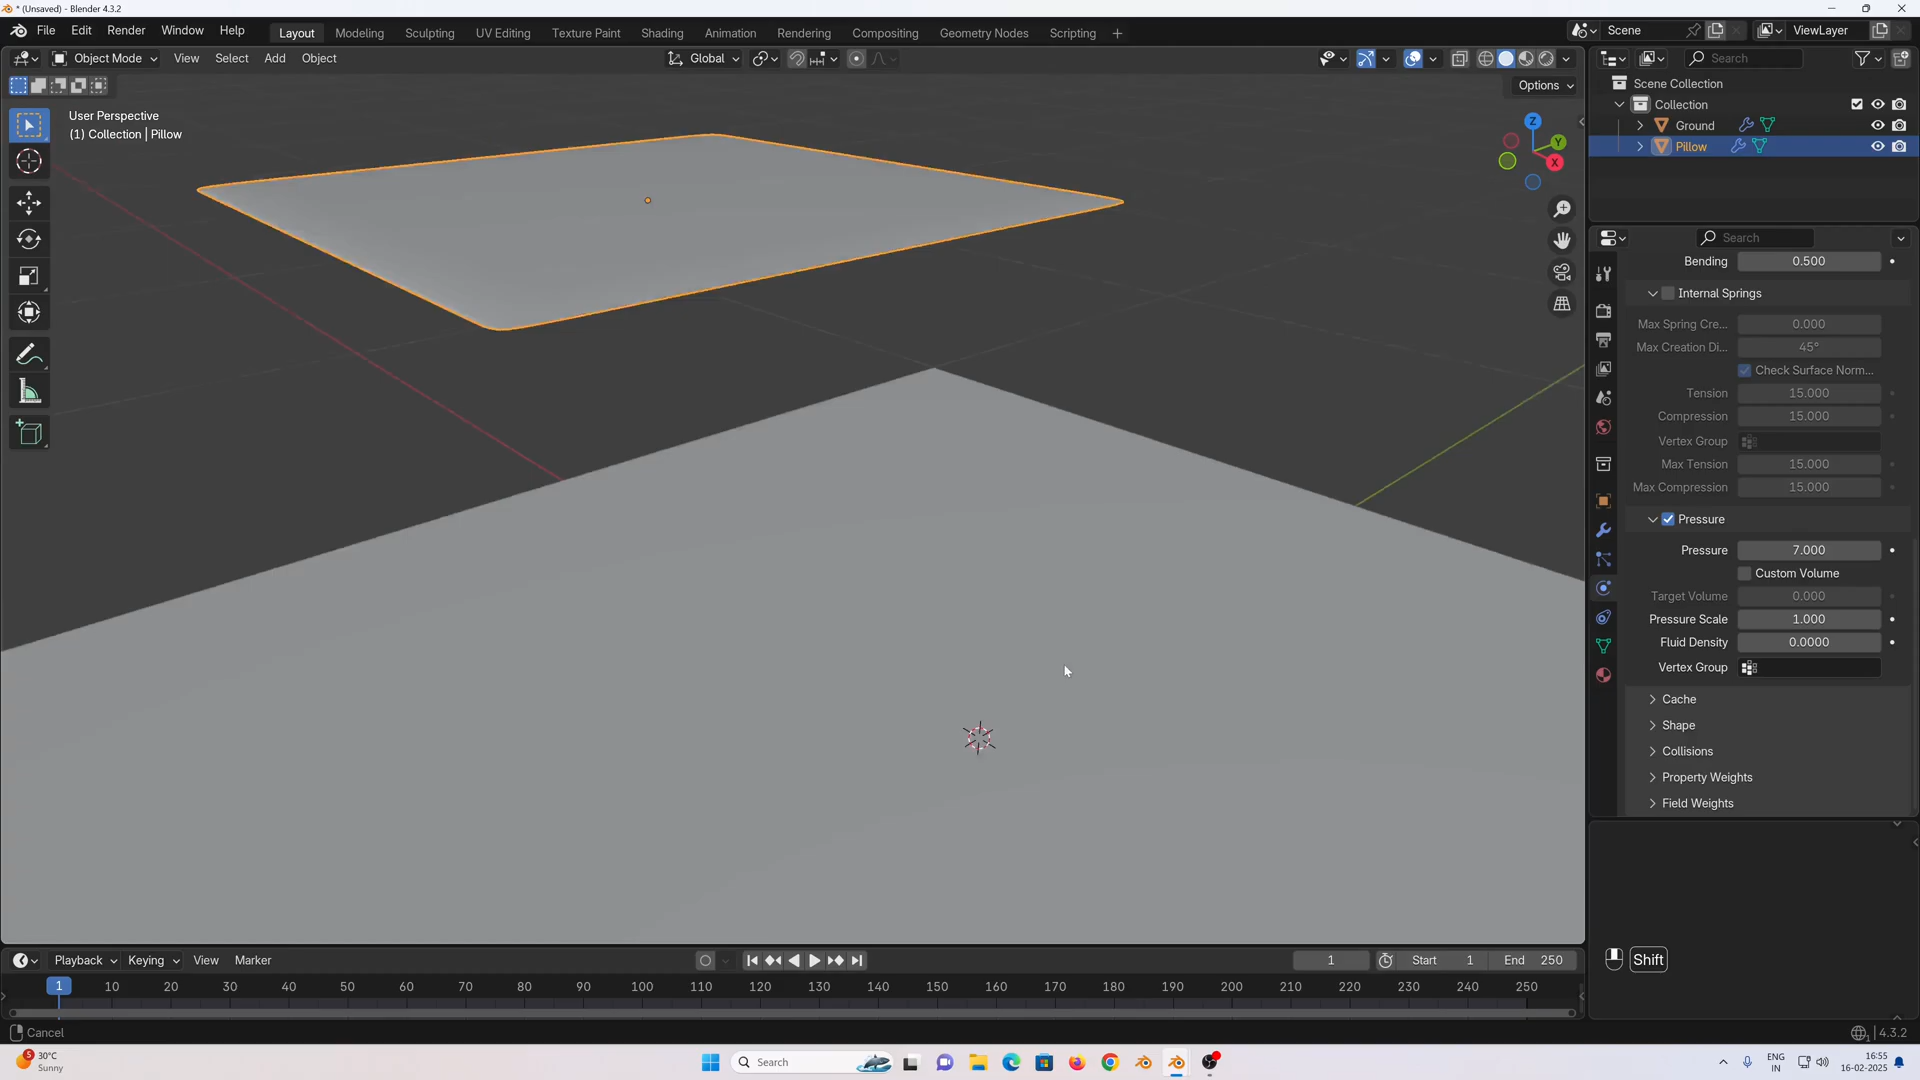 * (Unsaved) - Blender 4.3.2
File Edit Render Window Help Layout Modeling Sculpting UV Editing Texture Paint Shading Animation Rendering Compositing Geometry Nodes Scripting + Scene ViewLayer
Object Mode View Select Add Object Global Search
Options
Scene Collection
Collection
Ground
Pillow
User Perspective
(1) Collection | Pillow
Z
Y
X
Search
Bending 0.500
Internal Springs
Max Spring Cre... 0.000
Max Creation Di... 45°
Check Surface Norm...
Tension 15.000
Compression 15.000
Vertex Group
Max Tension 15.000
Max Compression 15.000
Pressure
Pressure 7.000
Custom Volume
Target Volume 0.000
Pressure Scale 1.000
Fluid Density 0.0000
Vertex Group
Cache
Shape
Collisions
Property Weights
Field Weights
Shift
Playback Keying View Marker 1 Start 1 End 250
1 10 20 30 40 50 60 70 80 90 100 110 120 130 140 150 160 170 180 190 200 210 220 230 240 250
Cancel 4.3.2
5 30°C
Sunny
Search
ENG
IN
16:55
16-02-2025